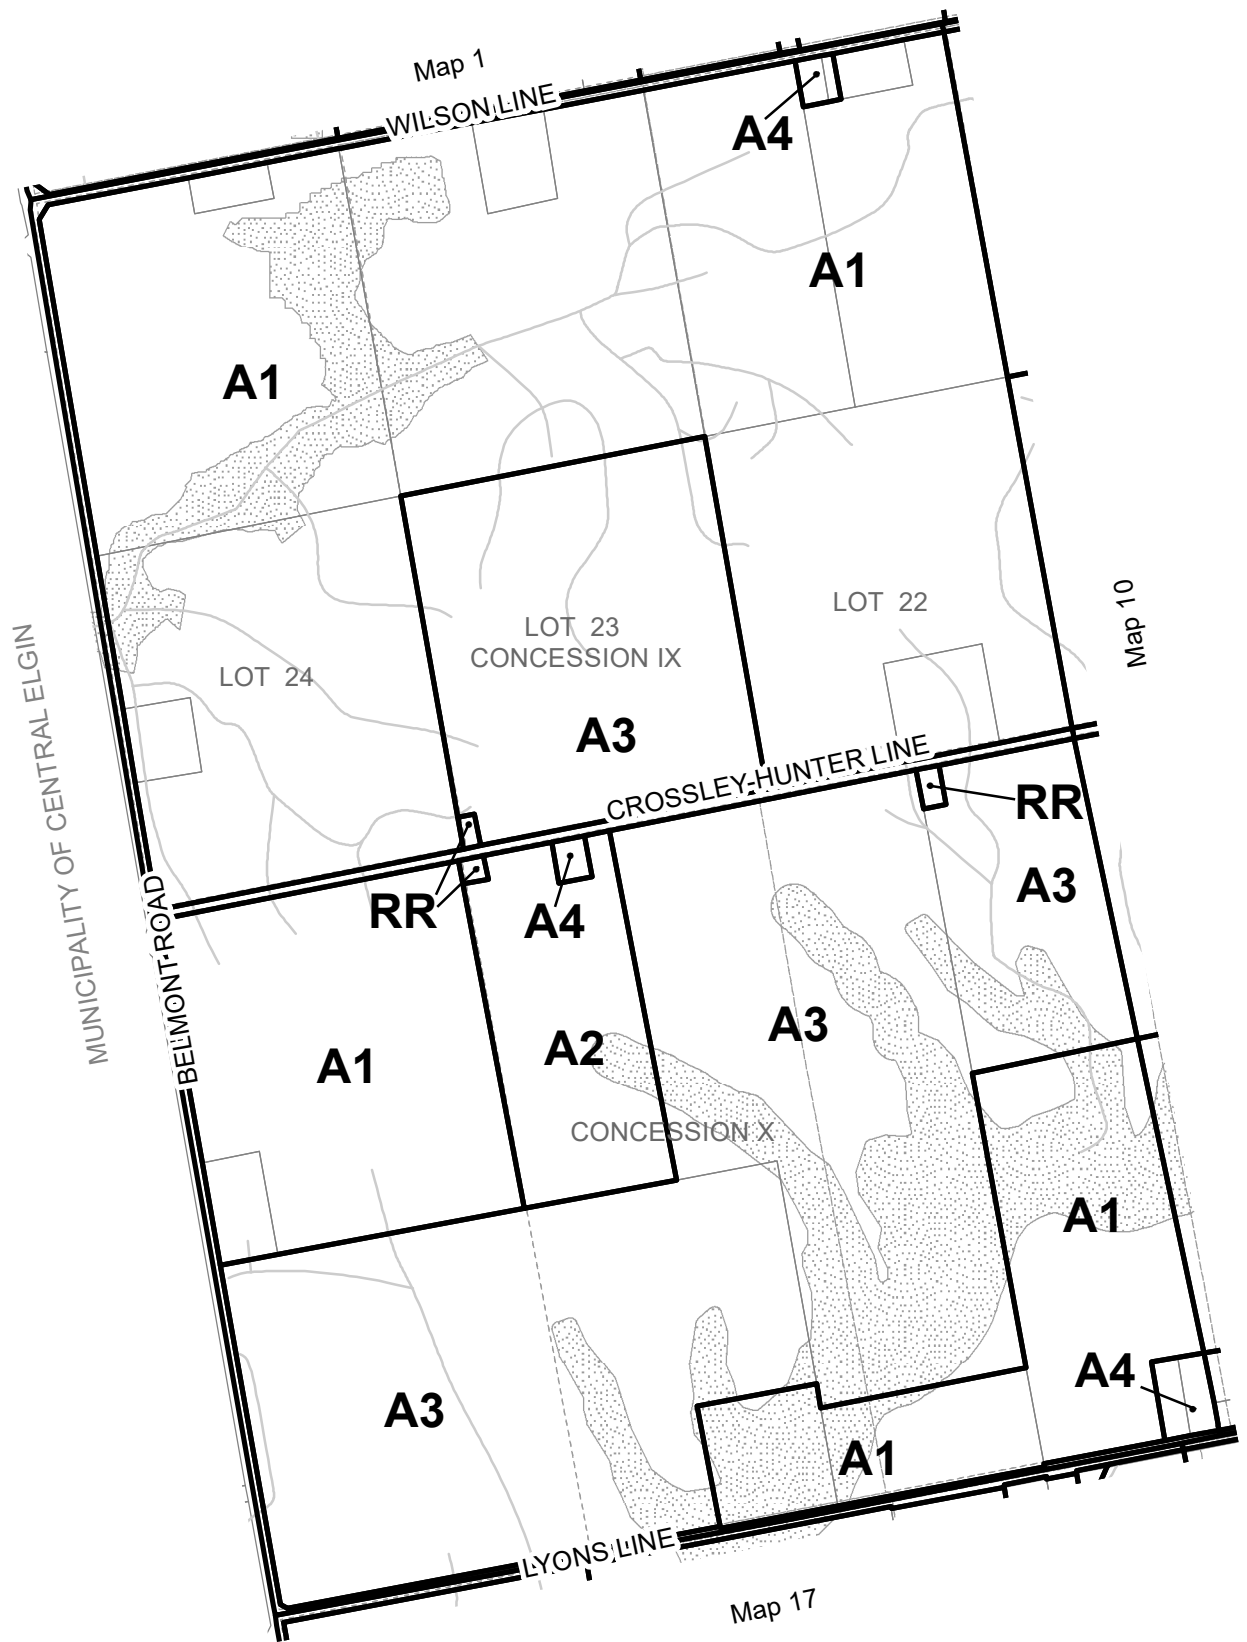 Map 1
WILSON LINE
A4
A1
A1
LOT 22
Map 10
LOT 23
CONCESSION IX
MUNICIPALITY OF CENTRAL ELGIN
LOT 24
A3
CROSSLEY-HUNTER LINE
RR
A3
RR
A4
BELMONT ROAD
A3
A2
A1
CONCESSION X
A1
A4
A3
A1
LYONS LINE
Map 17